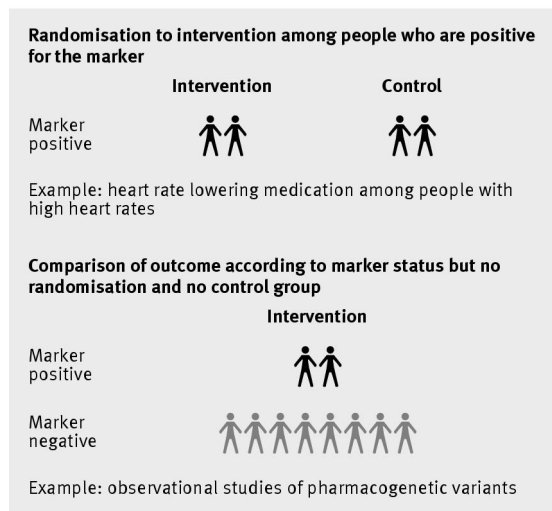 Randomisation to intervention among people who are positive
for the marker
Intervention Control
Marker
positive
Example: heart rate lowering medication among people with
high heart rates
Comparison of outcome according to marker status but no
randomisation and no control group
Intervention
Marker
positive
Marker
negative
Example: observational studies of pharmacogenetic variants